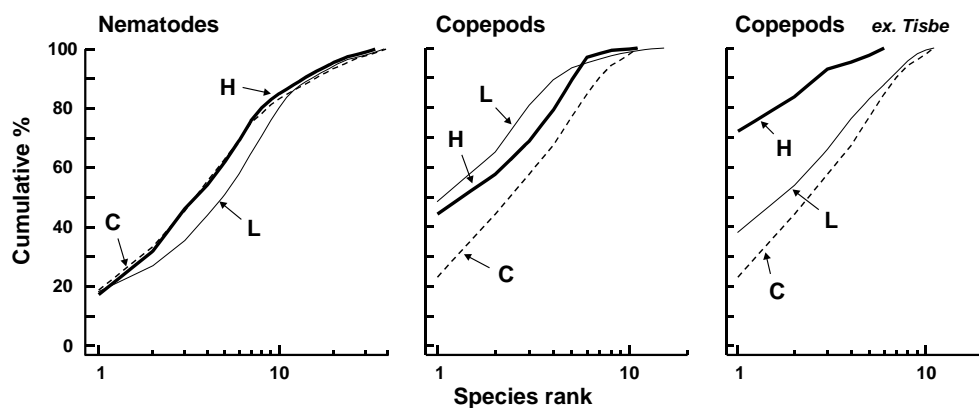 Nematodes
Copepods
Copepods ex. Tisbe
Cumulative %
100
80
60
40
20
0
H
C
L
L
H
C
H
L
C
1 10
1 10
1 10
Species rank